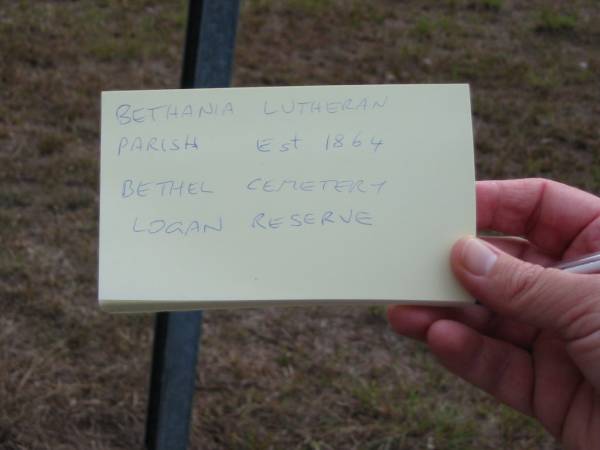 BETHANIA LUTHERAN
PARISH Est 1864
BETHEL CEMETERY
LOGAN RESERVE